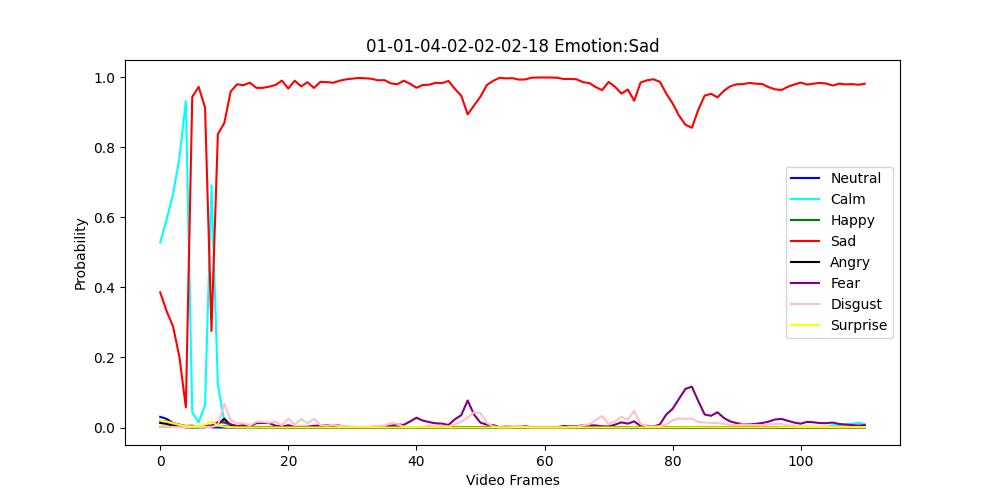 01-01-04-02-02-02-18 Emotion:Sad
1.0
0.8
0.6
0.4
0.2
0.0
Probability
0
20
40
60
80
100
Video Frames
Neutral
Calm
Happy
Sad
Angry
Fear
Disgust
Surprise